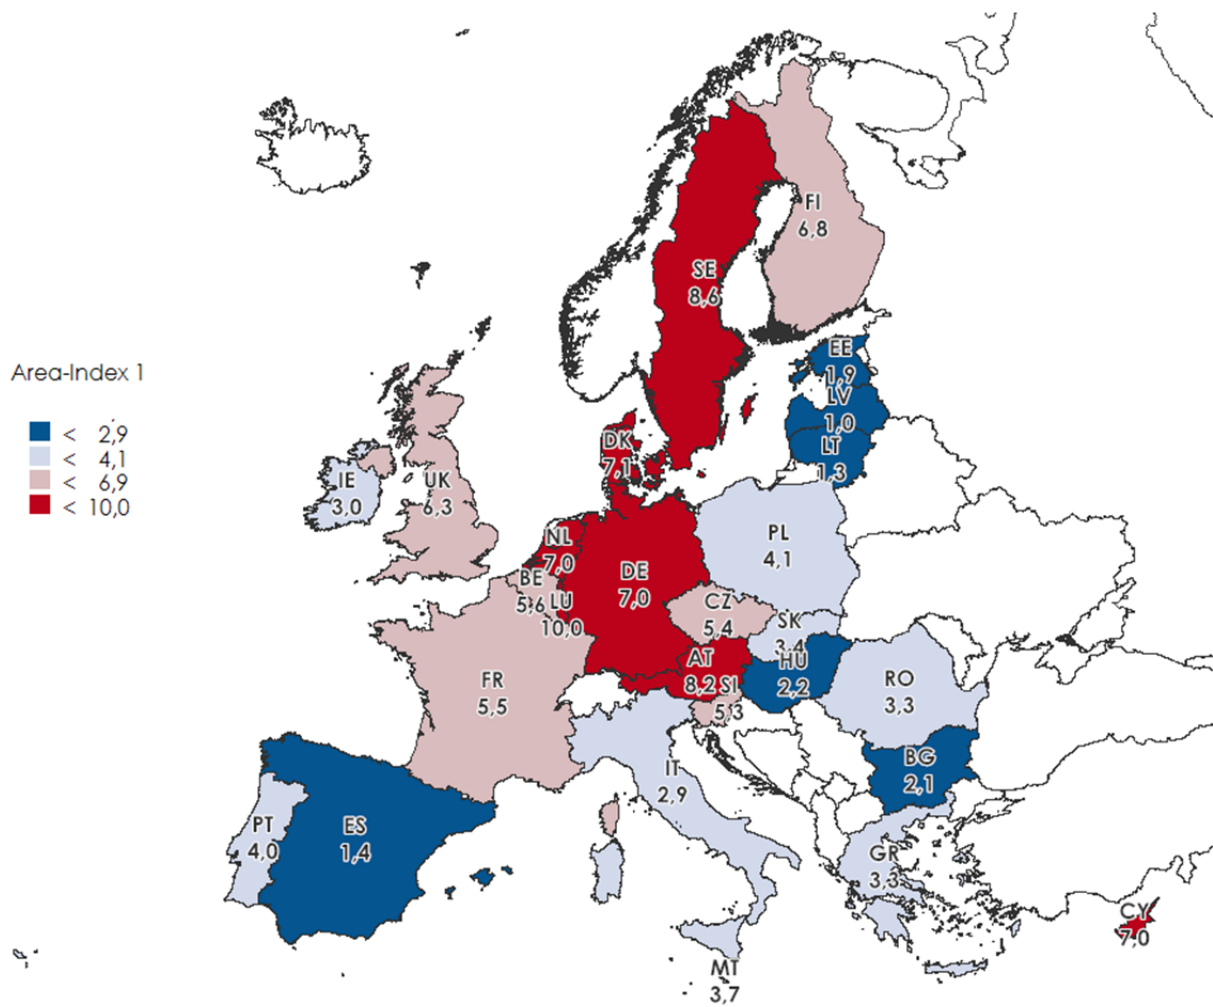 Area-Index 1
< 2,9
< 4,1
< 6,9
< 10,0
FI
6,8
SE
8,6
EE
1,9
LV
1,0
LT
1,3
DK
7,1
IE
3,0
UK
6,3
NL
7,0
BE
5,6
LU
10,0
DE
7,0
PL
4,1
CZ
5,4
SK
3,4
AT
8,2
HU
2,2
SI
5,3
FR
5,5
RO
3,3
BG
2,1
IT
2,9
PT
4,0
ES
1,4
GR
3,3
CY
7,0
MT
3,7